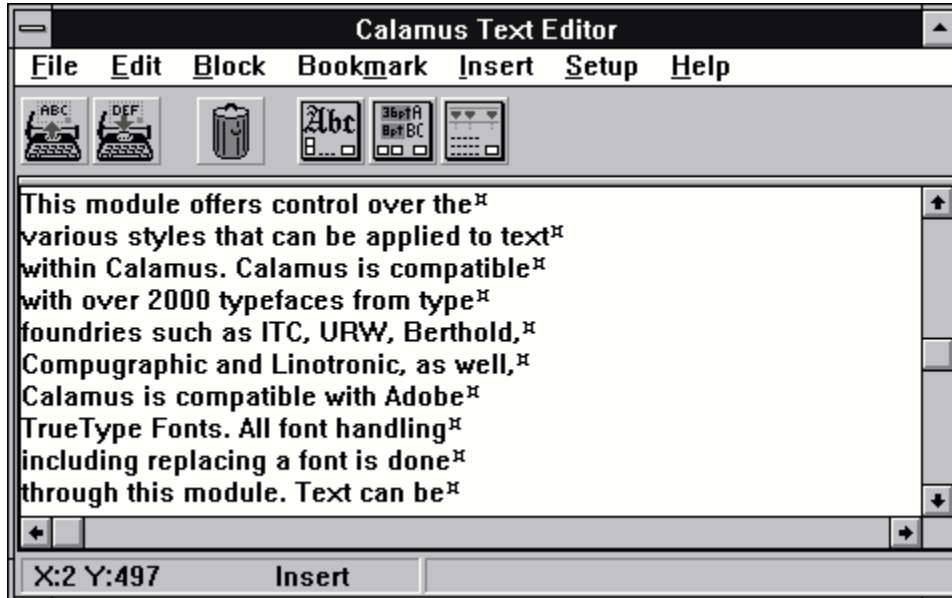 Calamus Text Editor
File Edit Block Bookmark Insert Setup Help
ABC DEF Abc 36ptA
8pt BC
This module offers control over the¤
various styles that can be applied to text¤
within Calamus. Calamus is compatible¤
with over 2000 typefaces from type¤
foundries such as ITC, URW, Berthold,¤
Compugraphic and Linotronic, as well,¤
Calamus is compatible with Adobe¤
TrueType Fonts. All font handling¤
including replacing a font is done¤
through this module. Text can be¤
X:2 Y:497 Insert